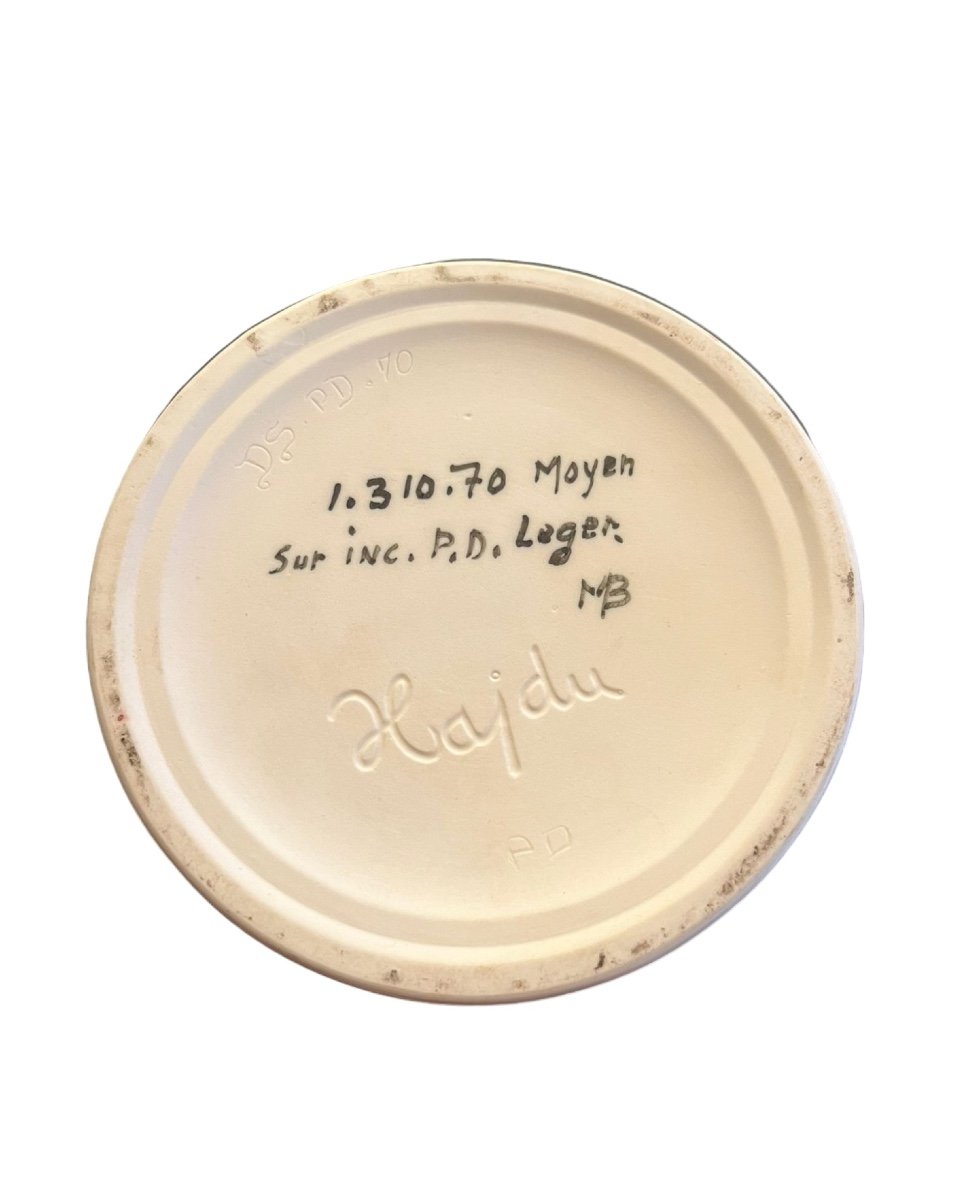 DS. PD. 70
1.310.70 Moyen
Sur inc. P.D. Leger.
MB
Hajdu
PD